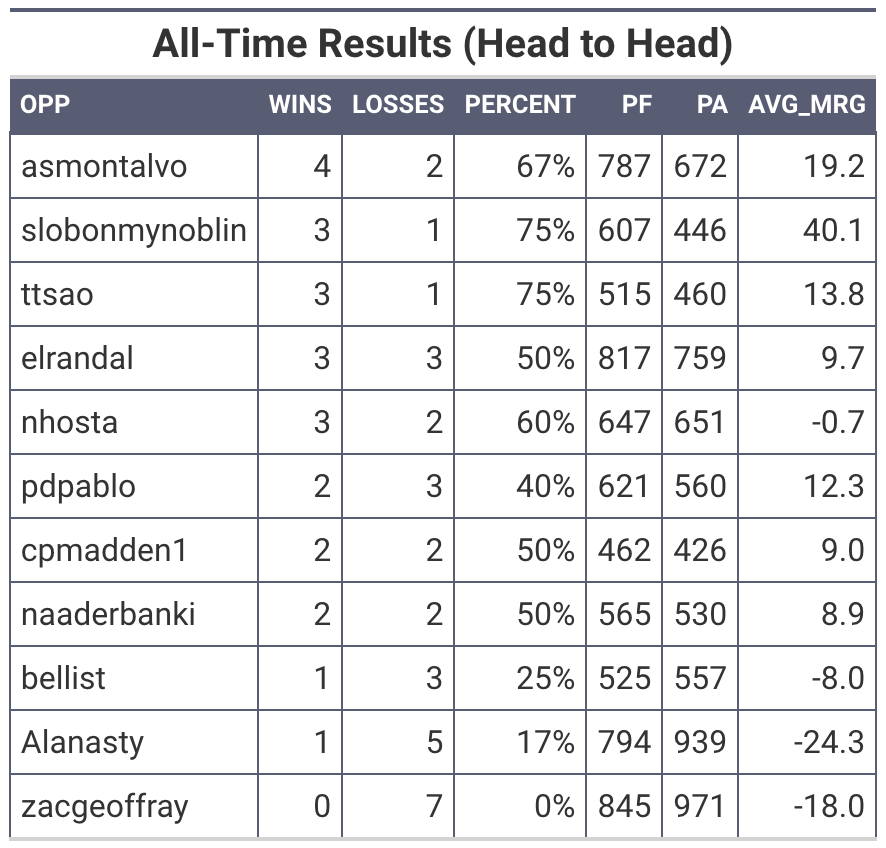 All-Time Results (Head to Head)
OPP WINS LOSSES PERCENT PF PA AVG_MRG
asmontalvo 4 2 67% 787 672 19.2
slobonmynoblin 3 1 75% 607 446 40.1
ttsao 3 1 75% 515 460 13.8
elrandal 3 3 50% 817 759 9.7
nhosta 3 2 60% 647 651 -0.7
pdpablo 2 3 40% 621 560 12.3
cpmadden1 2 2 50% 462 426 9.0
naaderbanki 2 2 50% 565 530 8.9
bellist 1 3 25% 525 557 -8.0
Alanasty 1 5 17% 794 939 -24.3
zacgeoffray 0 7 0% 845 971 -18.0